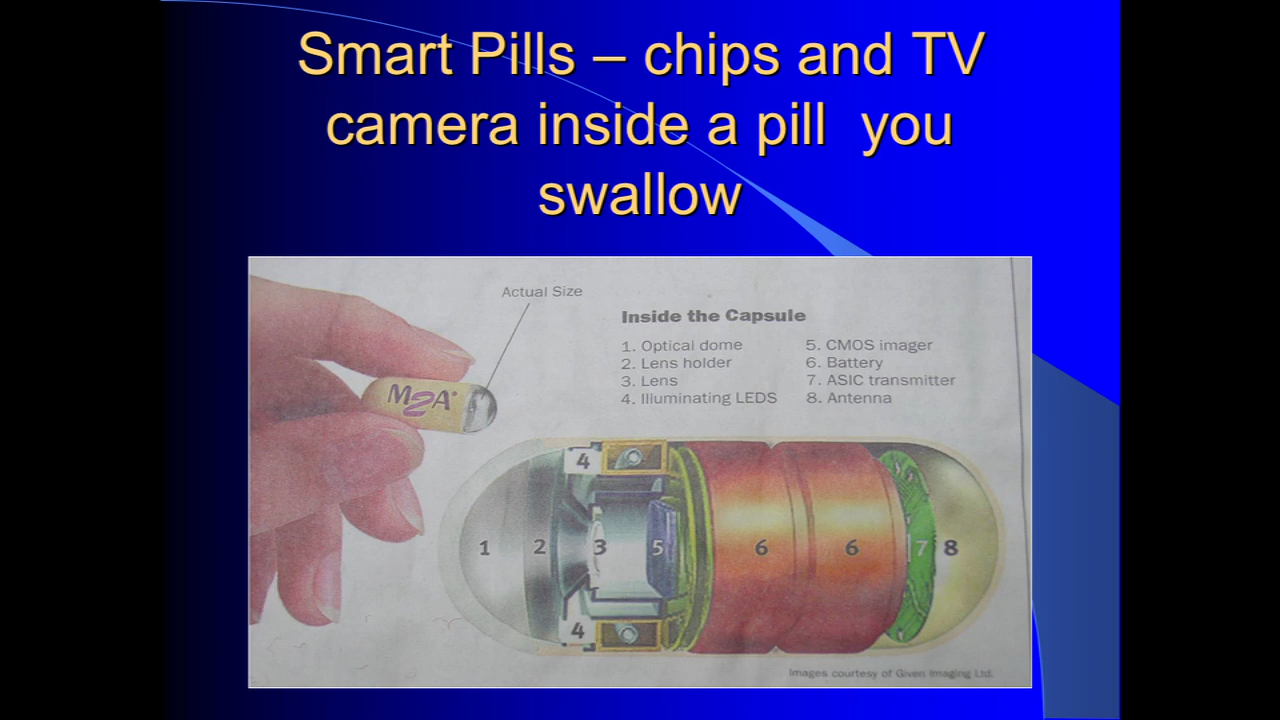 Smart Pills – chips and TV
camera inside a pill you
swallow
Actual Size
Inside the Capsule
1. Optical dome
2. Lens holder
3. Lens
4. Illuminating LEDS
5. CMOS imager
6. Battery
7. ASIC transmitter
8. Antenna
M2A
4
1 2 3 5 6 6 7 8
4
Images courtesy of Given Imaging Ltd.